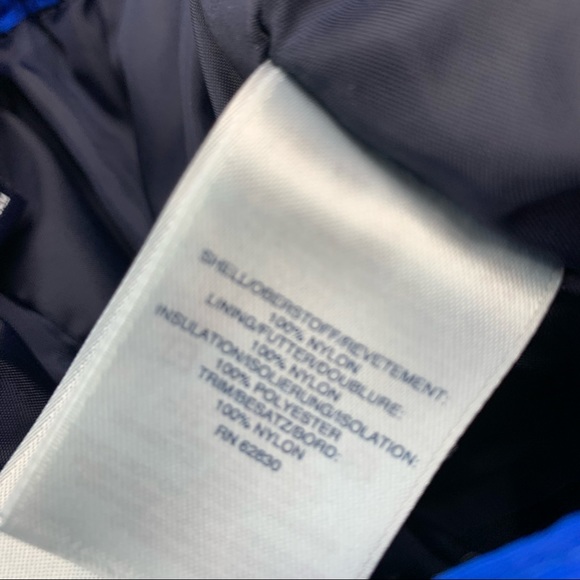 SHELL/OBERSTOFF/REVETEMENT:
100% NYLON
LINING/FUTTER/DOUBLURE:
100% NYLON
INSULATION/ISOLIERUNG/ISOLATION:
100% POLYESTER
TRIM/BESATZ/BORD:
100% NYLON
RN 62830